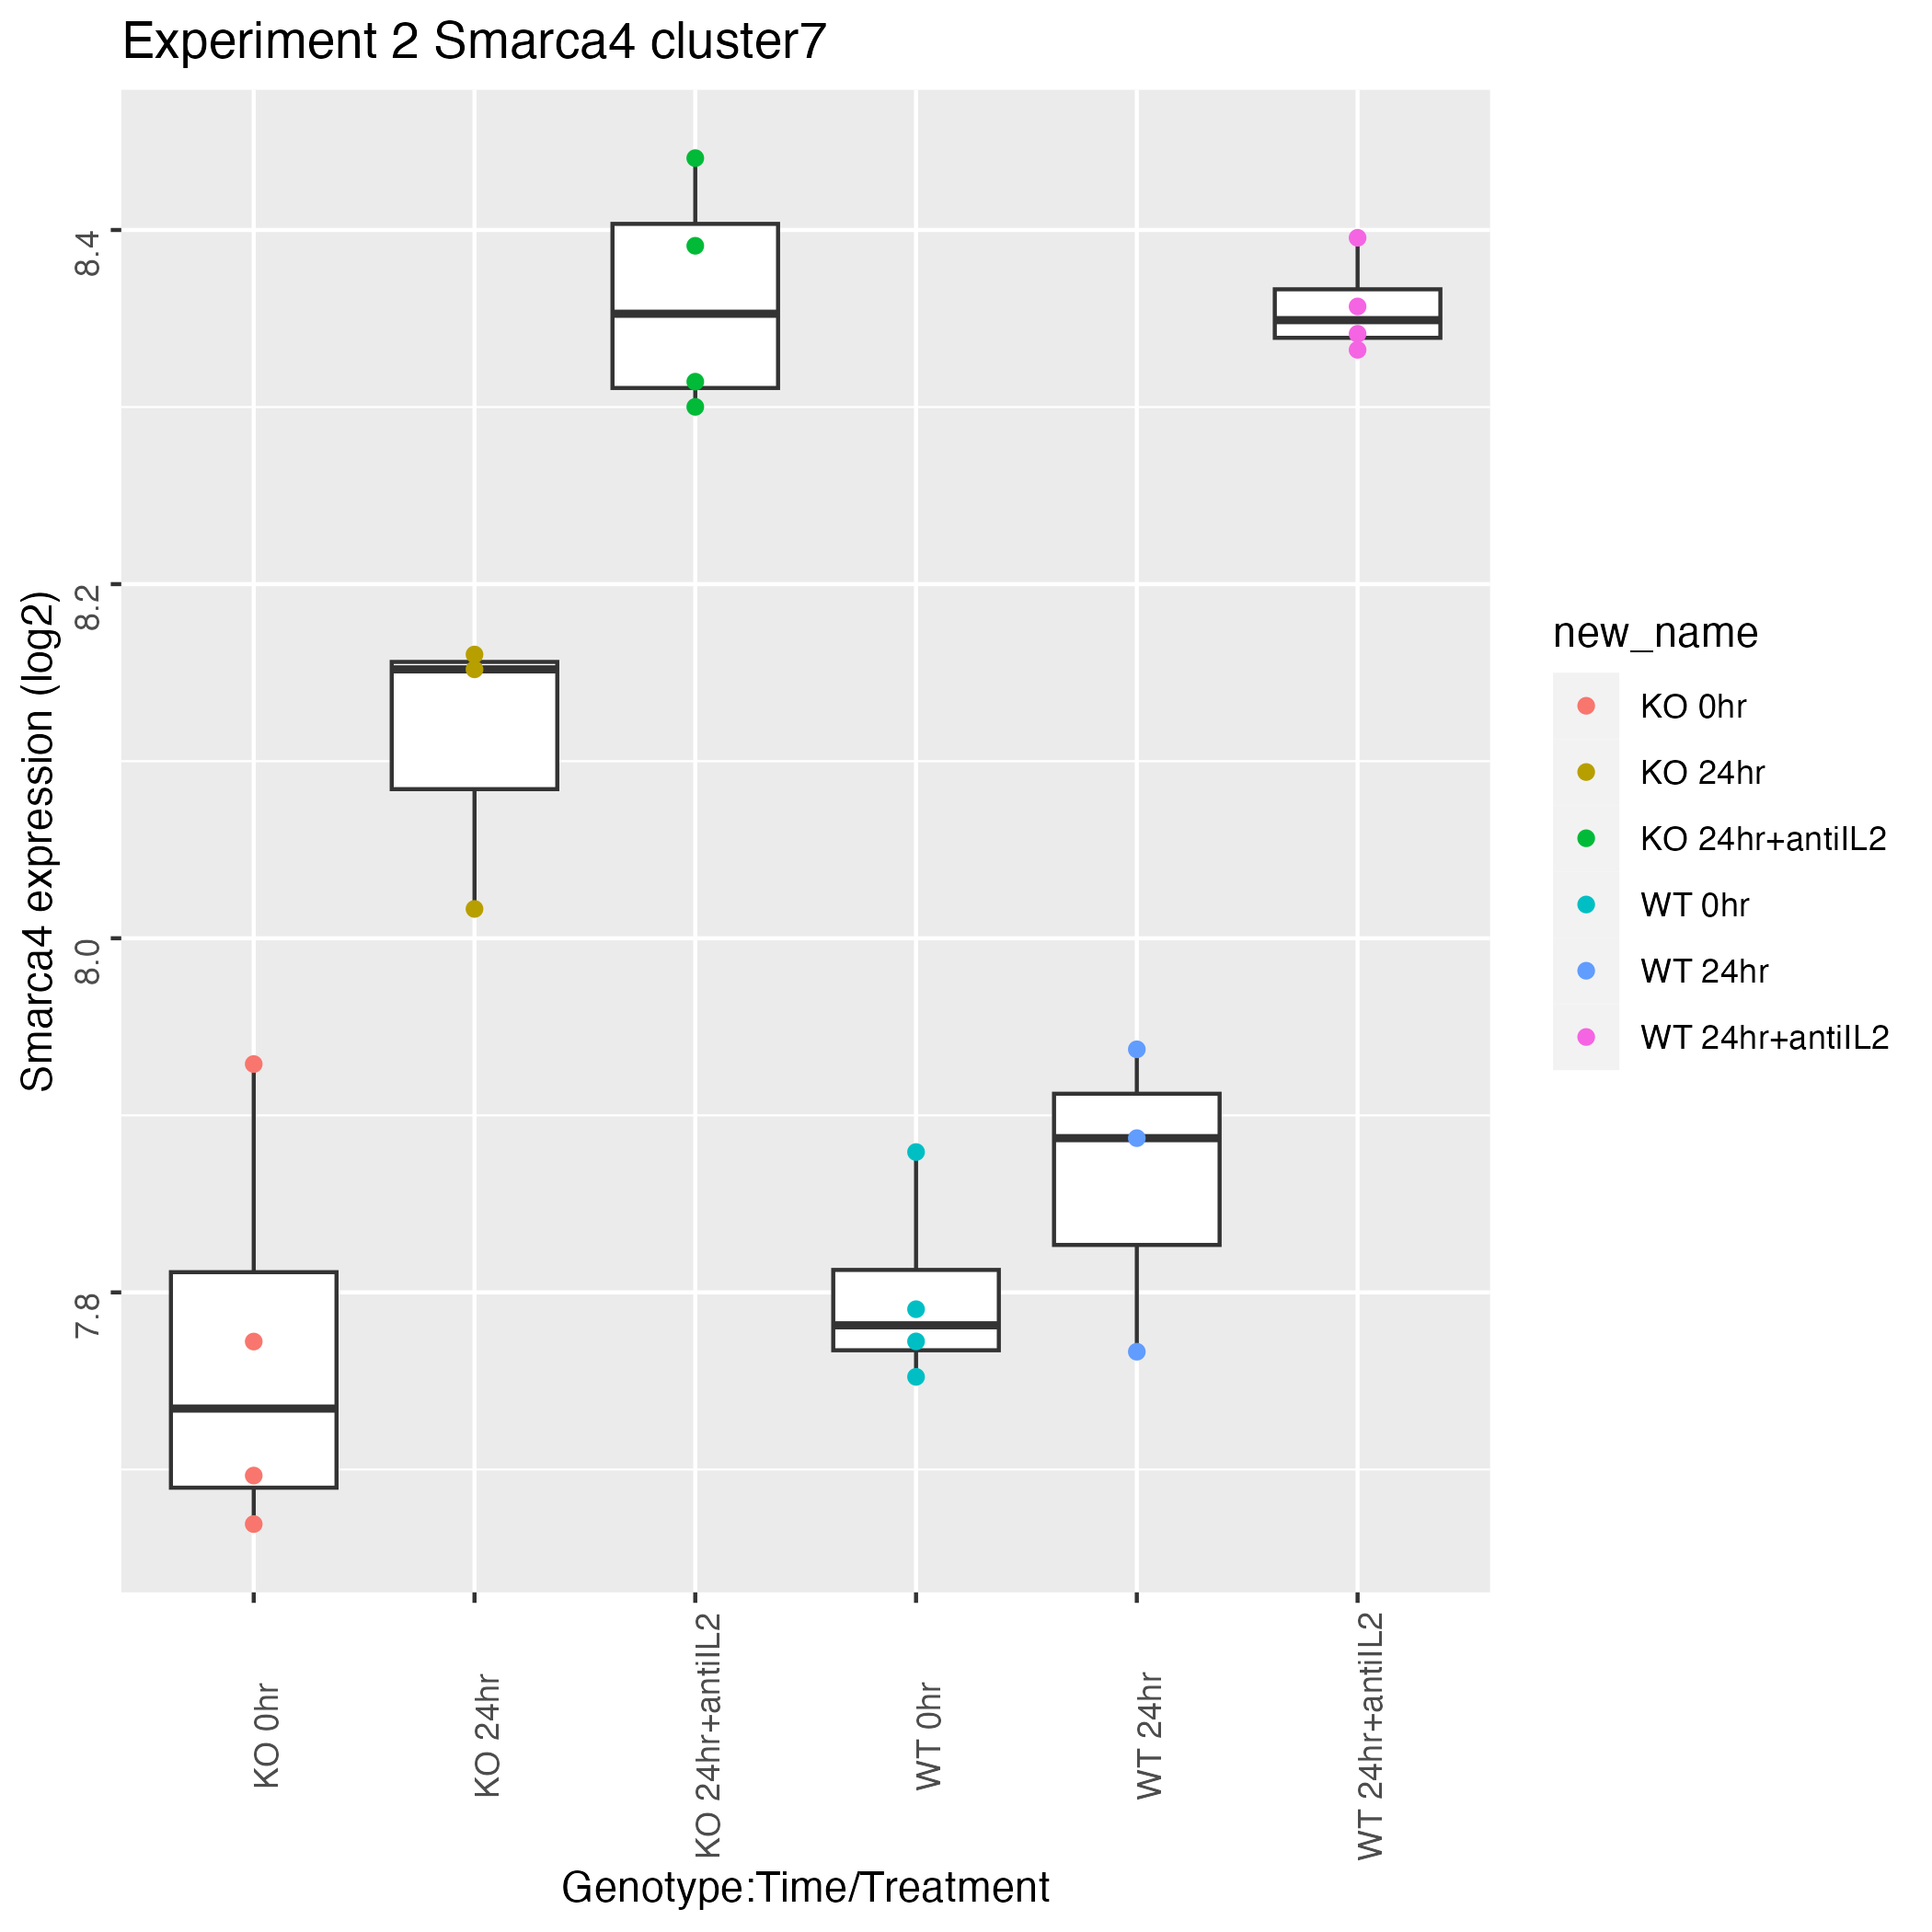 Experiment 2 Smarca4 cluster7
Smarca4 expression (log2)
8.4
8.2
8.0
7.8
KO 0hr
KO 24hr
KO 24hr+antiIL2
WT 0hr
WT 24hr
WT 24hr+antiIL2
Genotype:Time/Treatment
new_name
KO 0hr
KO 24hr
KO 24hr+antiIL2
WT 0hr
WT 24hr
WT 24hr+antiIL2